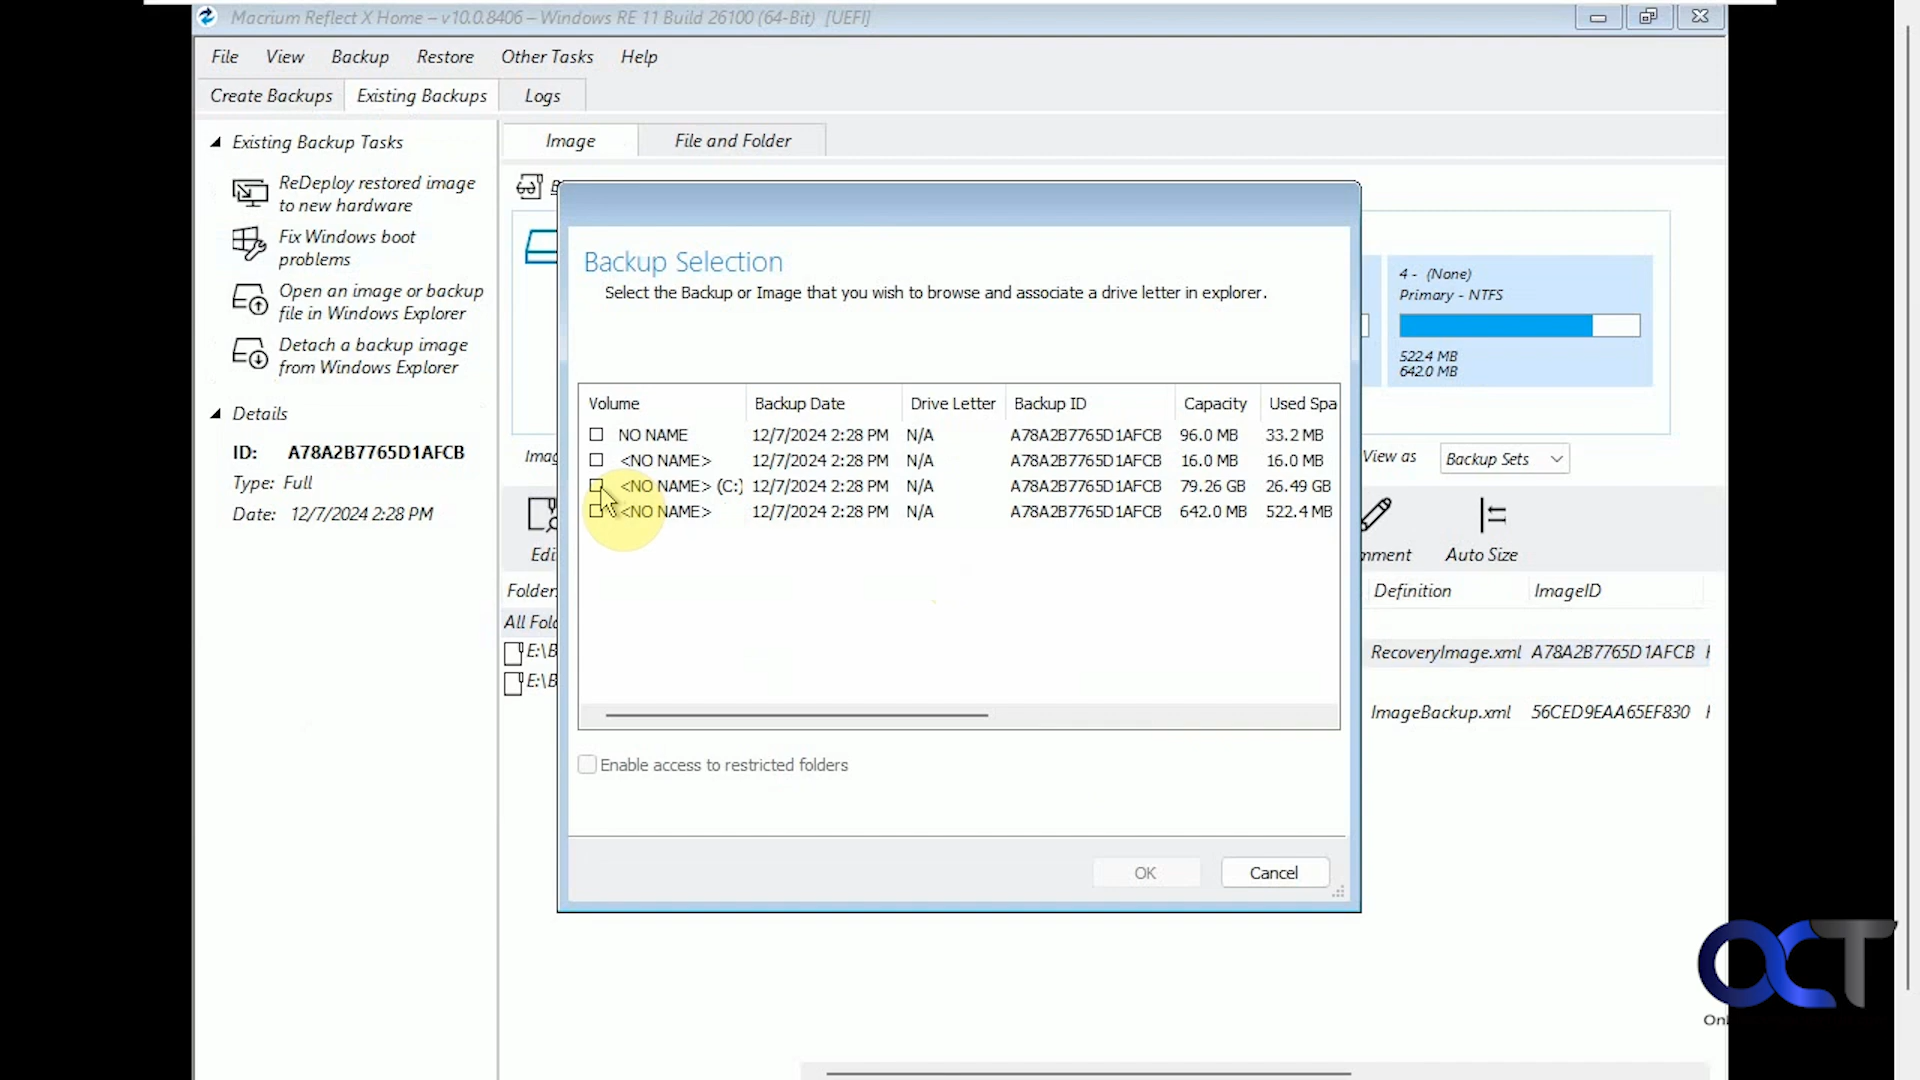 Macrium Reflect X Home - v10.0.8406 - Windows RE 11 Build 26100 (64-Bit) [UEFI]
File View Backup Restore Other Tasks Help
Create Backups Existing Backups Logs
Existing Backup Tasks
ReDeploy restored image
to new hardware
Fix Windows boot
problems
Open an image or backup
file in Windows Explorer
Detach a backup image
from Windows Explorer
Details
ID: A78A2B7765D1AFCB
Type: Full
Date: 12/7/2024 2:28 PM
Image File and Folder
4 - (None)
Primary - NTFS
522.4 MB
642.0 MB
View as Backup Sets
Auto Size
Definition ImageID
RecoveryImage.xml A78A2B7765D1AFCB
ImageBackup.xml 56CED9EAA65EF830
Backup Selection
Select the Backup or Image that you wish to browse and associate a drive letter in explorer.
Volume Backup Date Drive Letter Backup ID Capacity Used Spa
NO NAME 12/7/2024 2:28 PM N/A A78A2B7765D1AFCB 96.0 MB 33.2 MB
<NO NAME> 12/7/2024 2:28 PM N/A A78A2B7765D1AFCB 16.0 MB 16.0 MB
<NO NAME> (C:) 12/7/2024 2:28 PM N/A A78A2B7765D1AFCB 79.26 GB 26.49 GB
<NO NAME> 12/7/2024 2:28 PM N/A A78A2B7765D1AFCB 642.0 MB 522.4 MB
Enable access to restricted folders
OK Cancel
All Fold
E:\B
E:\B
OCT